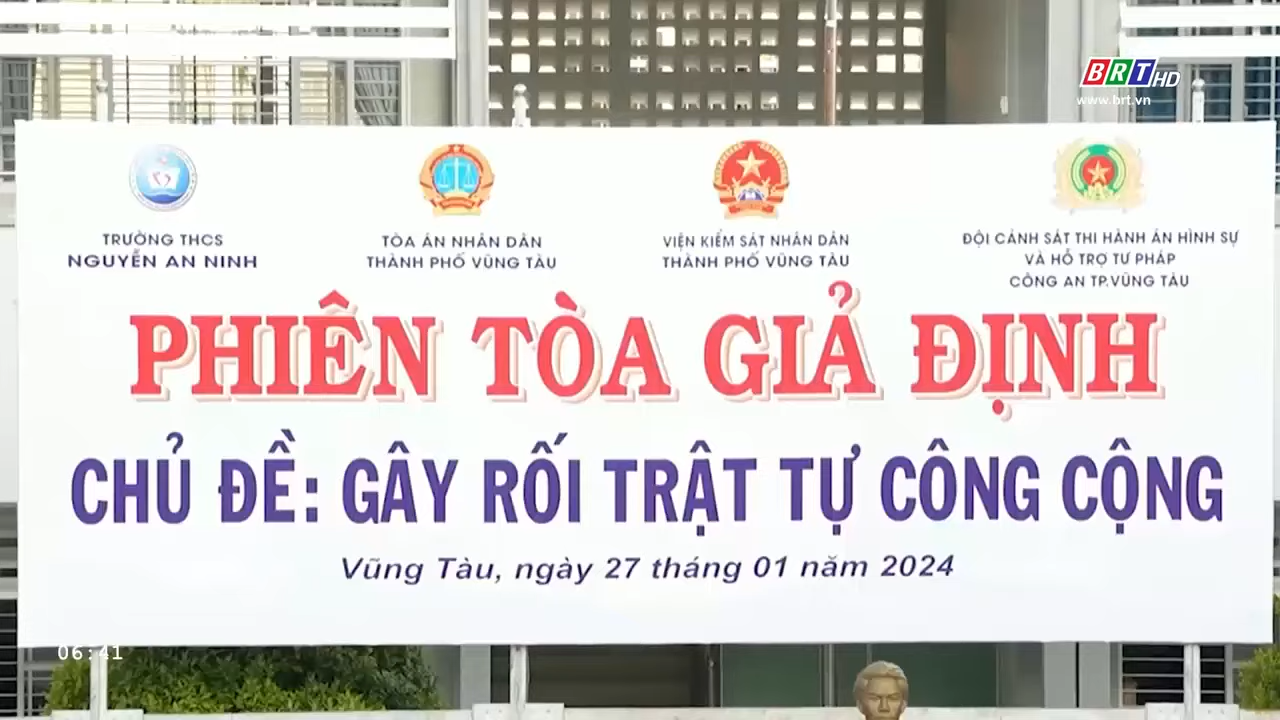 BRT HD
www.brt.vn
TRƯỜNG THCS
NGUYỄN AN NINH
TÒA ÁN NHÂN DÂN
THÀNH PHỐ VŨNG TÀU
VIỆN KIỂM SÁT NHÂN DÂN
THÀNH PHỐ VŨNG TÀU
ĐỘI CẢNH SÁT THI HÀNH ÁN HÌNH SỰ
VÀ HỖ TRỢ TƯ PHÁP
CÔNG AN TP.VŨNG TÀU
PHIÊN TÒA GIẢ ĐỊNH
CHỦ ĐỀ: GÂY RỐI TRẬT TỰ CÔNG CỘNG
Vũng Tàu, ngày 27 tháng 01 năm 2024
06:41